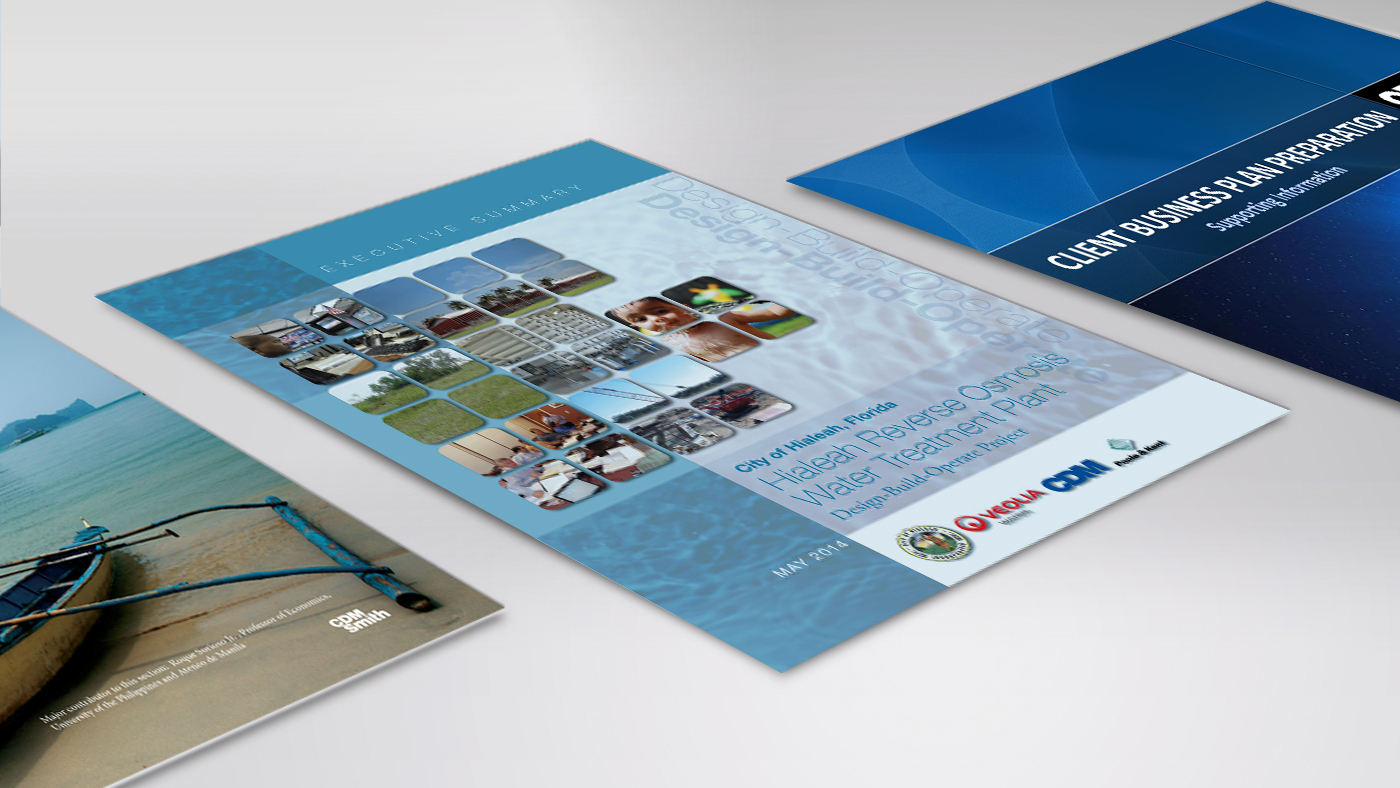 Major contributor to this section: Roque Sorioso Jr., Professor of Economics,
University of the Philippines and Ateneo de Manila
CDM
Smith
EXECUTIVE SUMMARY
Design-Build-Operate
Design-Build-Operate
City of Hialeah, Florida
Hialeah Reverse Osmosis
Water Treatment Plant
Design-Build-Operate Project
MAY 2014
VEOLIA
CDM
CLIENT BUSINESS PLAN PREPARATION
Supporting Information